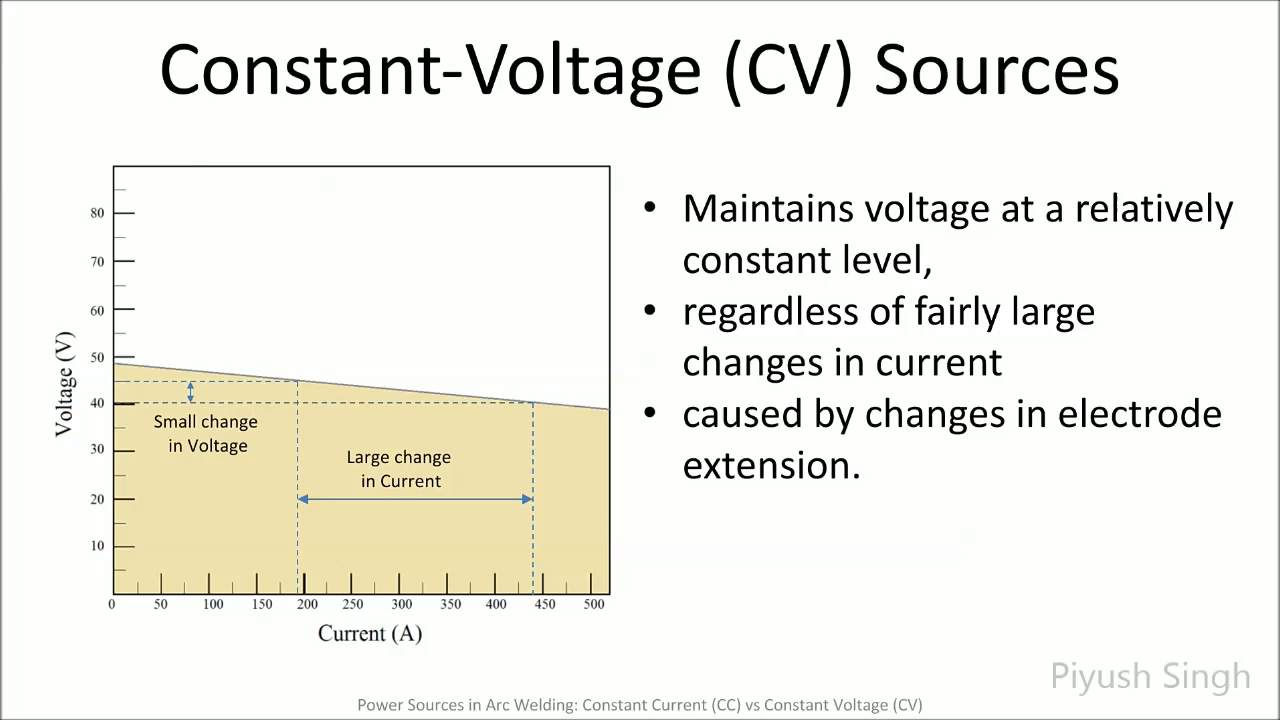 Constant-Voltage (CV) Sources
80
70
60
50
40
30
20
10
Voltage (V)
Small change
in Voltage
Large change
in Current
0 50 100 150 200 250 300 350 400 450 500
Current (A)
• Maintains voltage at a relatively
constant level,
• regardless of fairly large
changes in current
• caused by changes in electrode
extension.
Piyush Singh
Power Sources in Arc Welding: Constant Current (CC) vs Constant Voltage (CV)